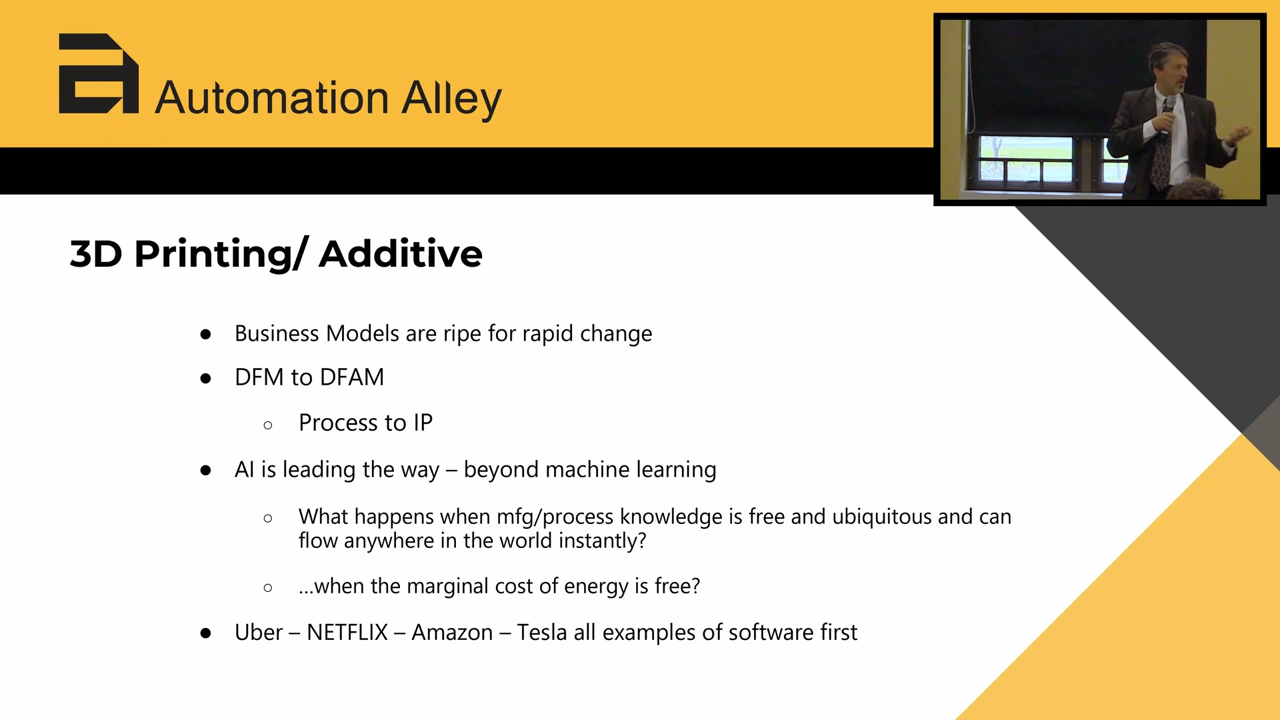 Automation Alley
3D Printing/ Additive
● Business Models are ripe for rapid change
● DFM to DFAM
○ Process to IP
● AI is leading the way – beyond machine learning
○ What happens when mfg/process knowledge is free and ubiquitous and can
flow anywhere in the world instantly?
○ …when the marginal cost of energy is free?
● Uber – NETFLIX – Amazon – Tesla all examples of software first